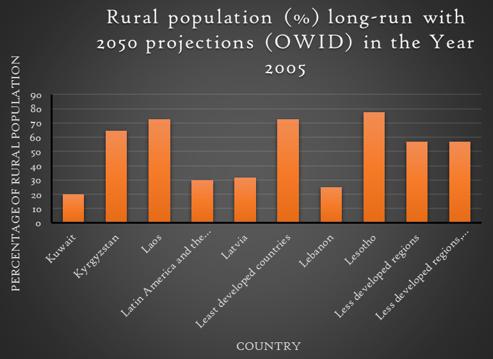 Rural population (%) long-run with
2050 projections (OWID) in the Year
2005
PERCENTAGE OF RURAL POPULATION
90
80
70
60
50
40
30
20
10
0
Kuwait
Kyrgyzstan
Laos
Latin America and the...
Latvia
Least developed countries
Lebanon
Lesotho
Less developed regions
Less developed regions,...
COUNTRY